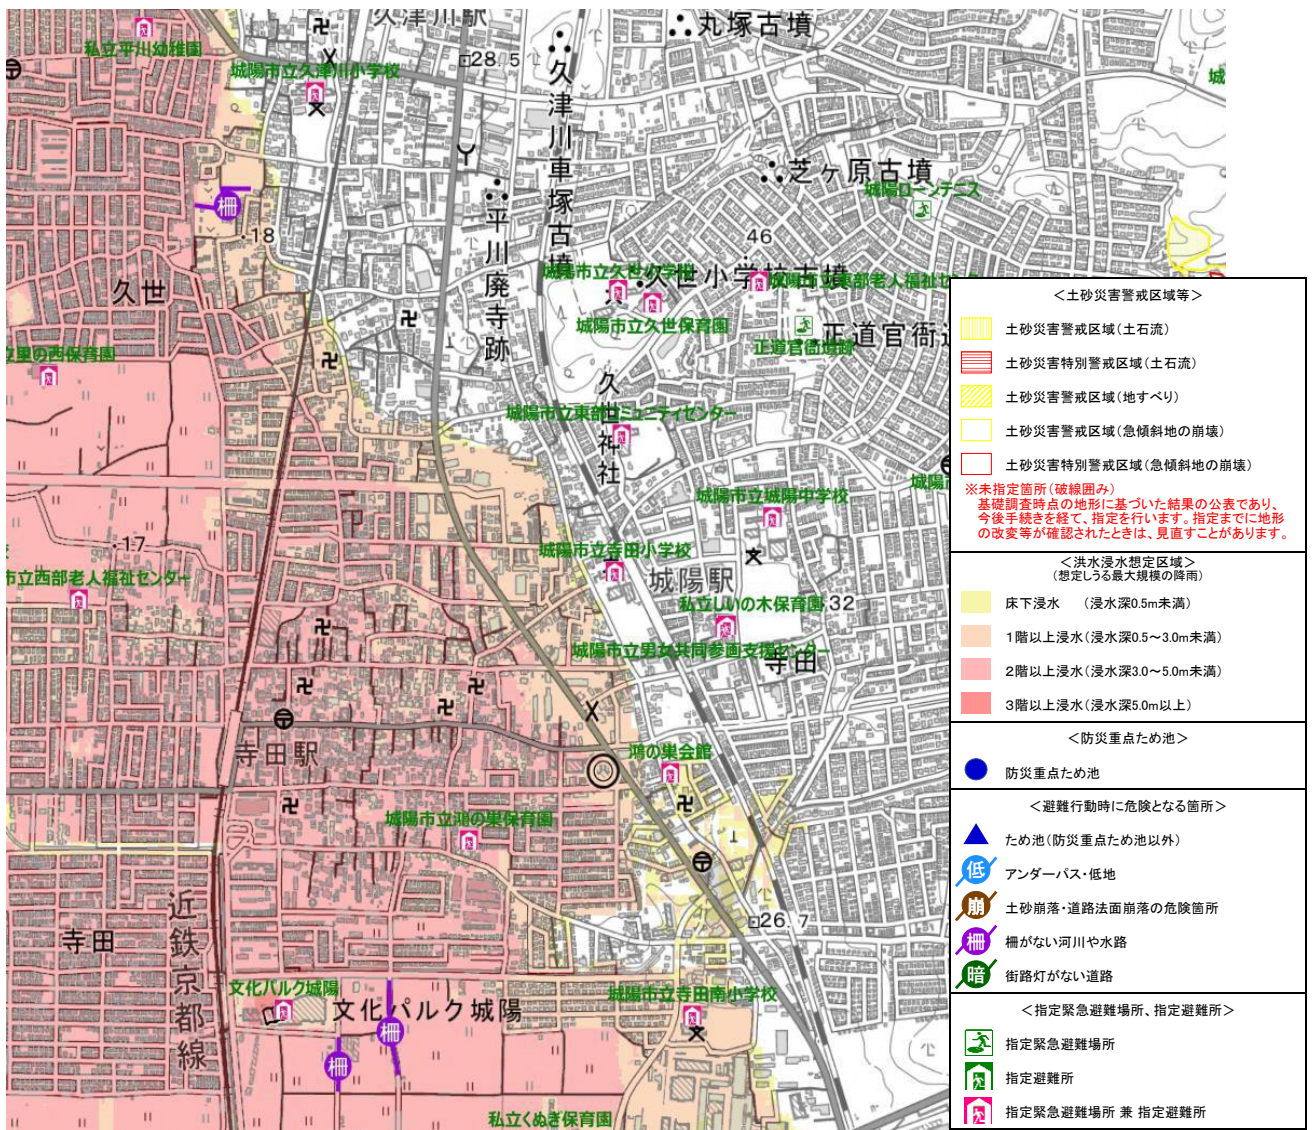 久津川駅
丸塚古墳
28.5
私立平川幼稚園
城陽市立久津川小学校
城
久津川車塚古墳
芝ヶ原古墳
城陽ローンテニス
平川廃寺跡
18
46
城陽市立久世小学校
久世小学校古墳
城陽市立東部老人福祉セン
久世
城陽市立久世保育園
正道官衙遺跡
正道官衙遺
立里の西保育園
久世神社
城陽市立東部コミュニティセンター
城陽市立城陽中学校
城陽
17
城陽市立寺田小学校
城陽駅
市立西部老人福祉センター
私立しいの木保育園
32
城陽市立男女共同参画支援センター
寺田
寺田駅
鴻の巣会館
城陽市立鴻の巣保育園
近鉄京都線
寺田
26.7
文化パルク城陽
文化パルク城陽
城陽市立寺田南小学校
柵
柵
柵
私立くぬぎ保育園
＜土砂災害警戒区域等＞
土砂災害警戒区域(土石流)
土砂災害特別警戒区域(土石流)
土砂災害警戒区域(地すべり)
土砂災害警戒区域(急傾斜地の崩壊)
土砂災害特別警戒区域(急傾斜地の崩壊)
※未指定箇所(破線囲み)
基礎調査時点の地形に基づいた結果の公表であり、
今後手続きを経て、指定を行います。指定までに地形
の改変等が確認されたときは、見直すことがあります。
＜洪水浸水想定区域＞
(想定しうる最大規模の降雨)
床下浸水　(浸水深0.5m未満)
1階以上浸水(浸水深0.5～3.0m未満)
2階以上浸水(浸水深3.0～5.0m未満)
3階以上浸水(浸水深5.0m以上)
＜防災重点ため池＞
防災重点ため池
＜避難行動時に危険となる箇所＞
ため池(防災重点ため池以外)
低 アンダーパス・低地
崩 土砂崩落・道路法面崩落の危険箇所
柵 柵がない河川や水路
暗 街路灯がない道路
＜指定緊急避難場所、指定避難所＞
指定緊急避難場所
指定避難所
指定緊急避難場所 兼 指定避難所